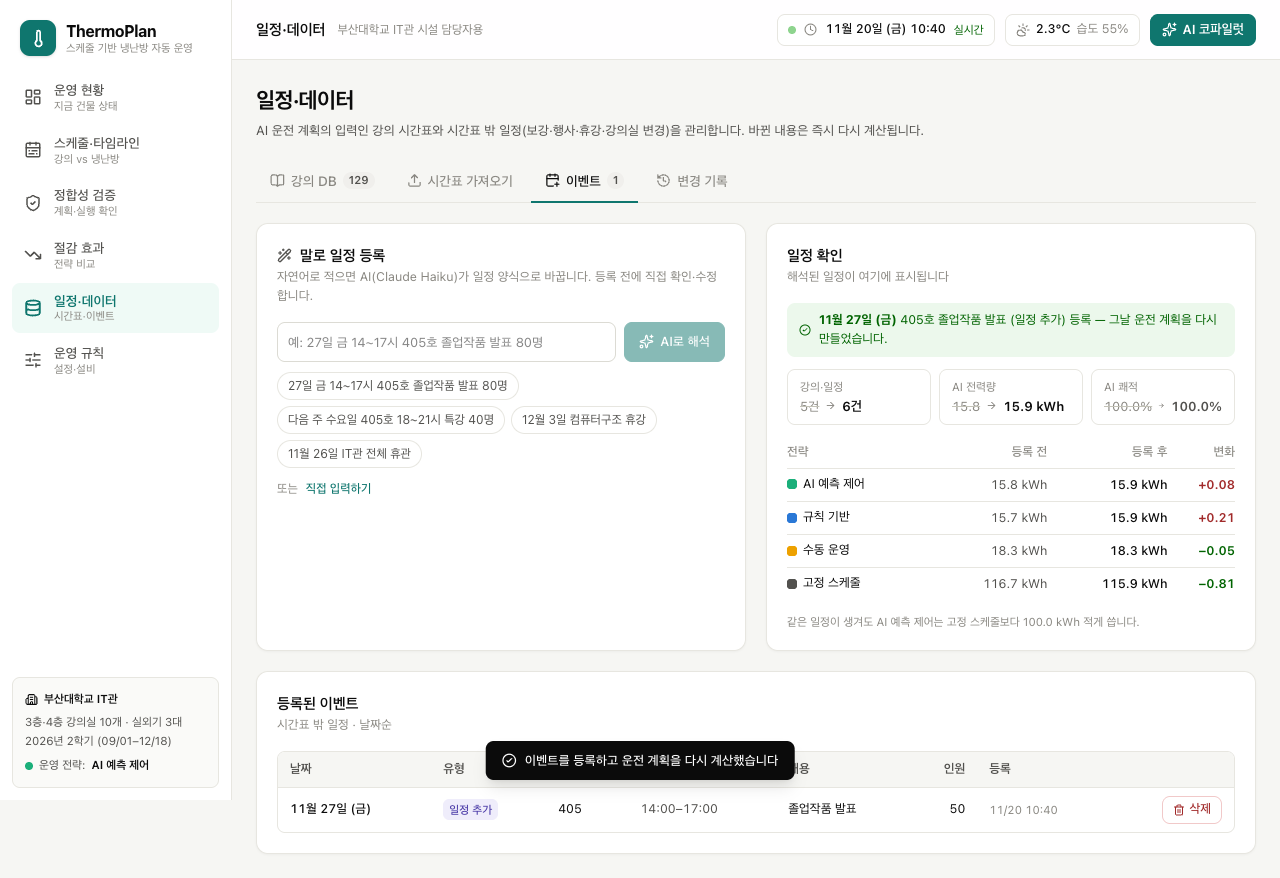 ThermoPlan
스케줄 기반 냉난방 자동 운영
운영 현황
지금 건물 상태
스케줄·타임라인
강의 vs 냉난방
정합성 검증
계획·실행 확인
절감 효과
전략 비교
일정·데이터
시간표·이벤트
운영 규칙
설정·설비
부산대학교 IT관
3층·4층 강의실 10개 · 실외기 3대
2026년 2학기 (09/01–12/18)
운영 전략: AI 예측 제어
일정·데이터 부산대학교 IT관 시설 담당자용
11월 20일 (금) 10:40 실시간
2.3°C 습도 55%
AI 코파일럿
일정·데이터
AI 운전 계획의 입력인 강의 시간표와 시간표 밖 일정(보강·행사·휴강·강의실 변경)을 관리합니다. 바뀐 내용은 즉시 다시 계산됩니다.
강의 DB 129 시간표 가져오기 이벤트 1 변경 기록
말로 일정 등록
자연어로 적으면 AI(Claude Haiku)가 일정 양식으로 바꿉니다. 등록 전에 직접 확인·수정
합니다.
예: 27일 금 14~17시 405호 졸업작품 발표 80명
AI로 해석
27일 금 14~17시 405호 졸업작품 발표 80명
다음 주 수요일 405호 18~21시 특강 40명 12월 3일 컴퓨터구조 휴강
11월 26일 IT관 전체 휴관
또는 직접 입력하기
일정 확인
해석된 일정이 여기에 표시됩니다
11월 27일 (금) 405호 졸업작품 발표 (일정 추가) 등록 — 그날 운전 계획을 다시
만들었습니다.
강의·일정
5건 → 6건
AI 전력량
15.8 → 15.9 kWh
AI 쾌적
100.0% → 100.0%
전략 등록 전 등록 후 변화
AI 예측 제어 15.8 kWh 15.9 kWh +0.08
규칙 기반 15.7 kWh 15.9 kWh +0.21
수동 운영 18.3 kWh 18.3 kWh −0.05
고정 스케줄 116.7 kWh 115.9 kWh −0.81
같은 일정이 생겨도 AI 예측 제어는 고정 스케줄보다 100.0 kWh 적게 씁니다.
등록된 이벤트
시간표 밖 일정 · 날짜순
이벤트를 등록하고 운전 계획을 다시 계산했습니다
날짜 유형 인원 등록
11월 27일 (금) 일정 추가 405 14:00–17:00 졸업작품 발표 50 11/20 10:40 삭제